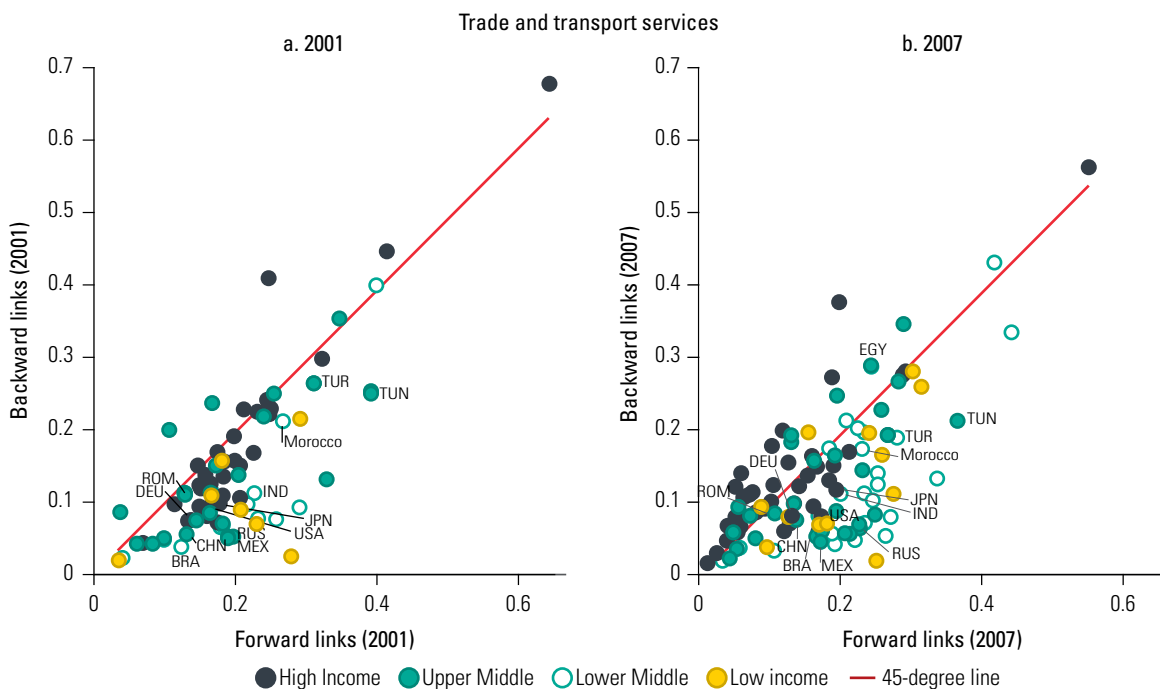 Trade and transport services
a. 2001
0.7
0.6
0.5
0.4
0.3
0.2
0.1
0
0
0.2
0.4
0.6
Backward links (2001)
Forward links (2001)
TUR
TUN
Morocco
ROM
DEU
IND
JPN
USA
RUS
CHN
MEX
BRA
b. 2007
0.7
0.6
0.5
0.4
0.3
0.2
0.1
0
0
0.2
0.4
0.6
Backward links (2007)
Forward links (2007)
EGY
TUN
TUR
Morocco
DEU
ROM
JPN
IND
USA
RUS
CHN
BRA
MEX
High Income
Upper Middle
Lower Middle
Low income
45-degree line